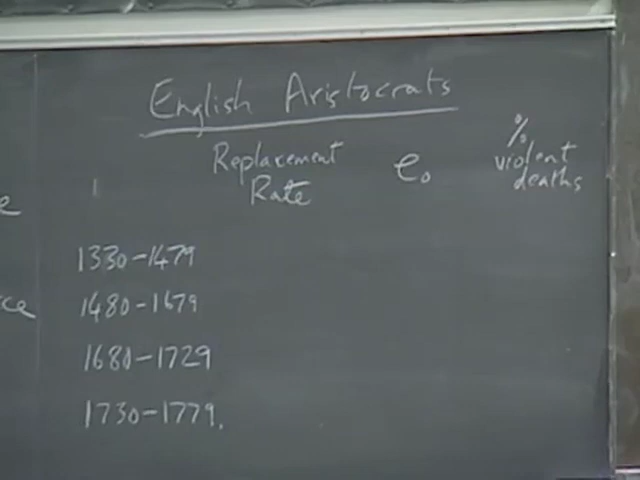 English Aristocrats
Replacement Rate
e₀
% violent deaths
1330-1479
1480-1679
1680-1729
1730-1779.